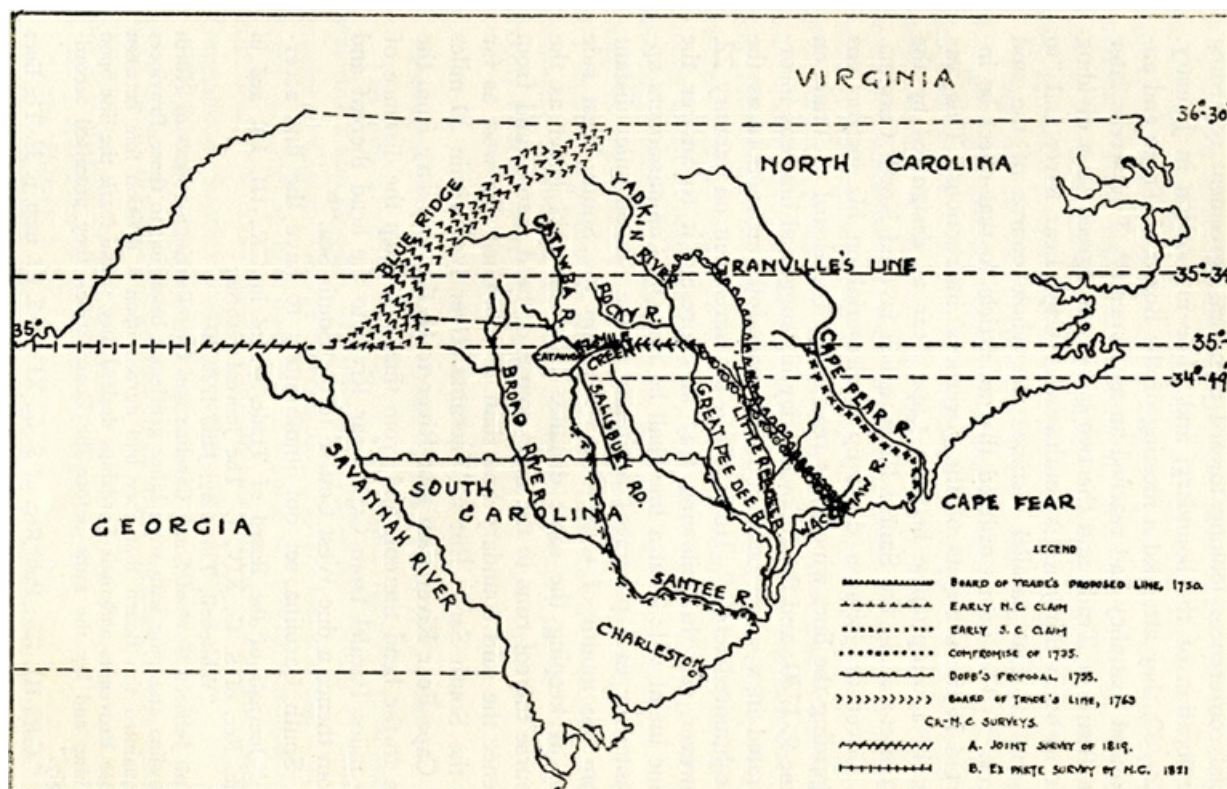 VIRGINIA
36°-30
NORTH CAROLINA
BLUE RIDGE
YADKIN RIVER
CATAWBA R.
GRANVILLE'S LINE
35°-34
ROCKY R.
35°
CATAWBA
CREEK
CAPE FEAR R.
35°
BROAD RIVER
SALISBURY RD.
GREAT PEE DEE R.
LITTLE PEE DEE R.
WACCAMAW R.
SAVANNAH RIVER
SOUTH CAROLINA
GEORGIA
CAPE FEAR
SANTEE R.
CHARLESTON
LEGEND
BOARD OF TRADE'S PROPOSED LINE, 1730.
EARLY N.C. CLAIM
EARLY S.C. CLAIM
COMPROMISE OF 1735.
DOBB'S PROPOSAL, 1755.
BOARD OF TRADE'S LINE, 1763
GA.-N.C. SURVEYS.
A. JOINT SURVEY OF 1819.
B. EX PARTE SURVEY BY N.C. 1821